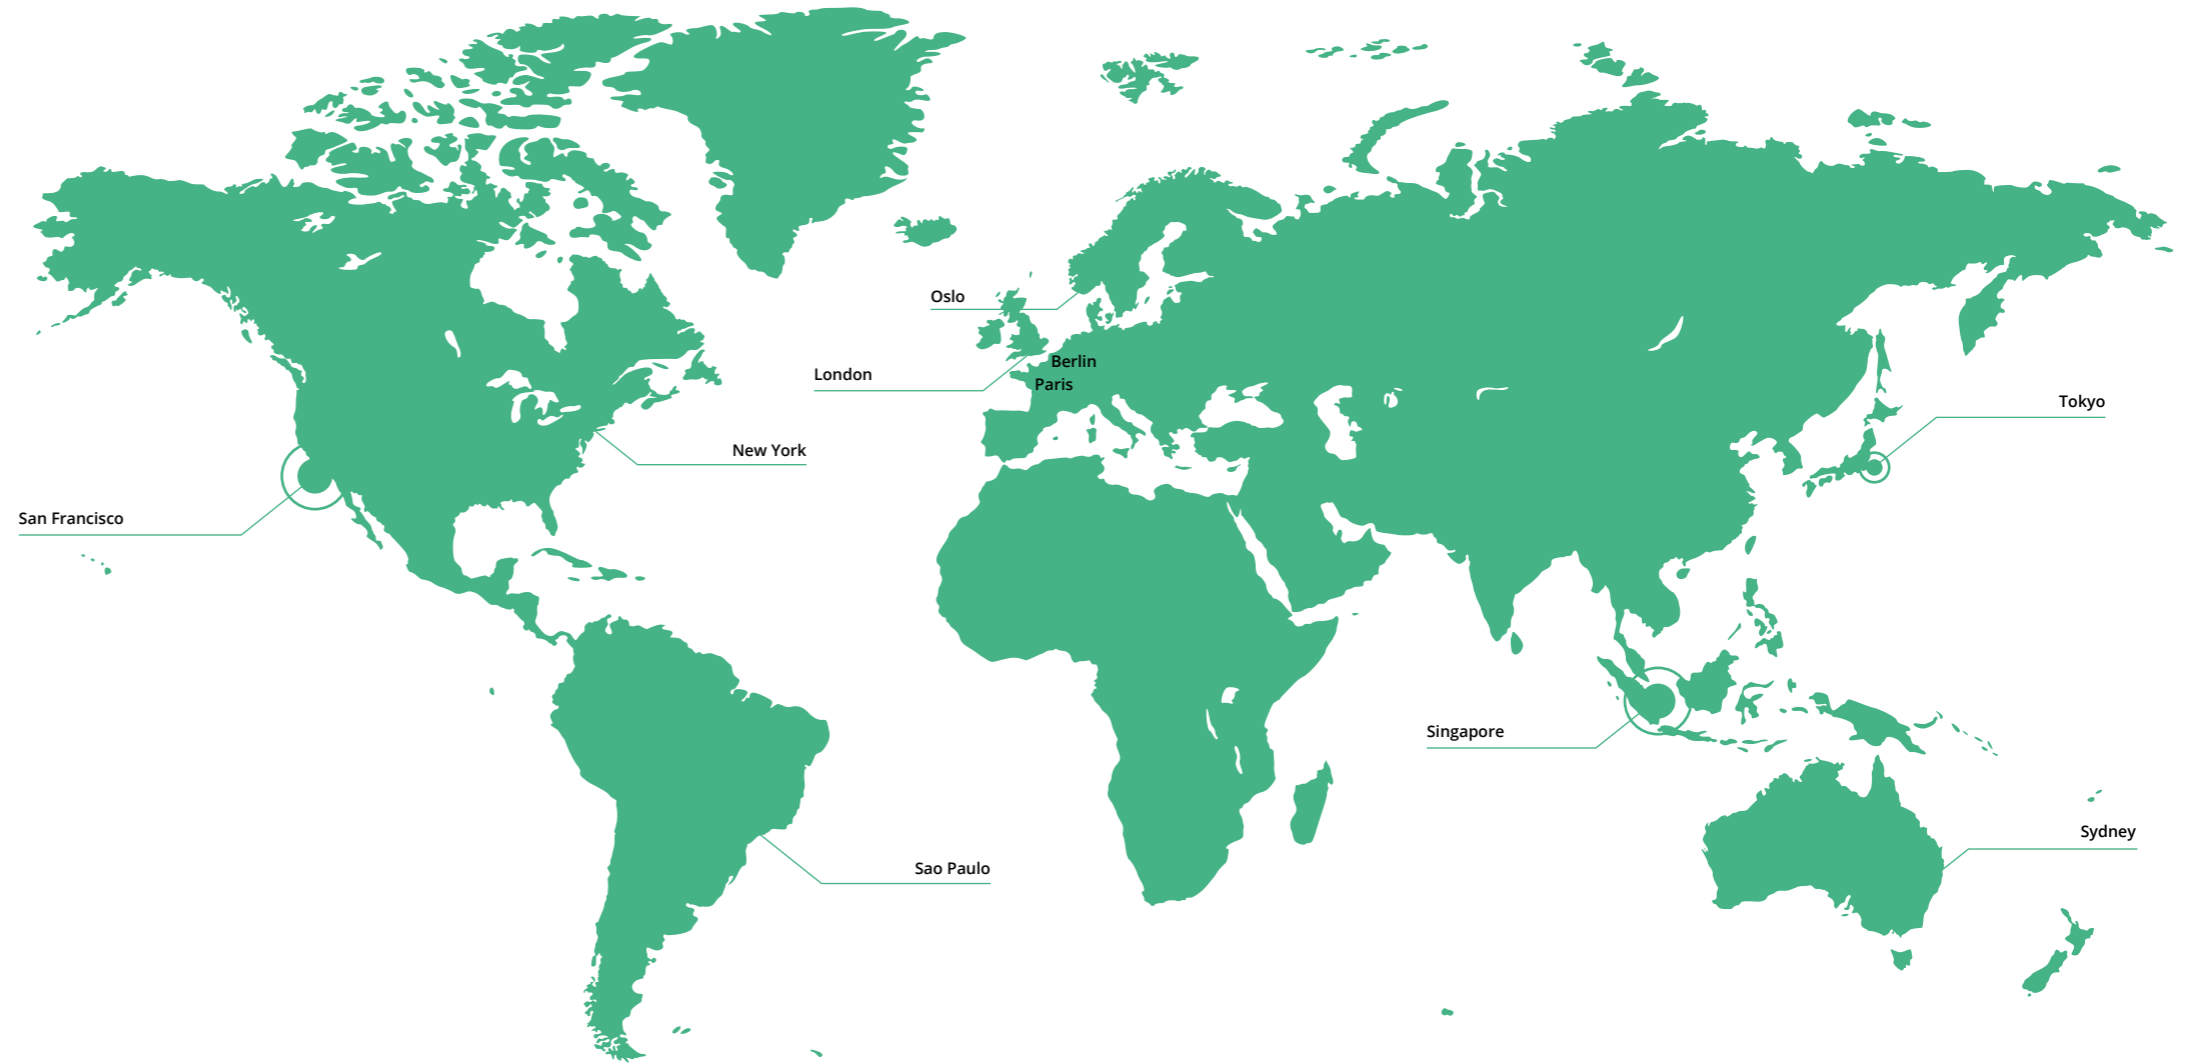 Oslo
Berlin
London
Paris
Tokyo
New York
San Francisco
Singapore
Sydney
Sao Paulo